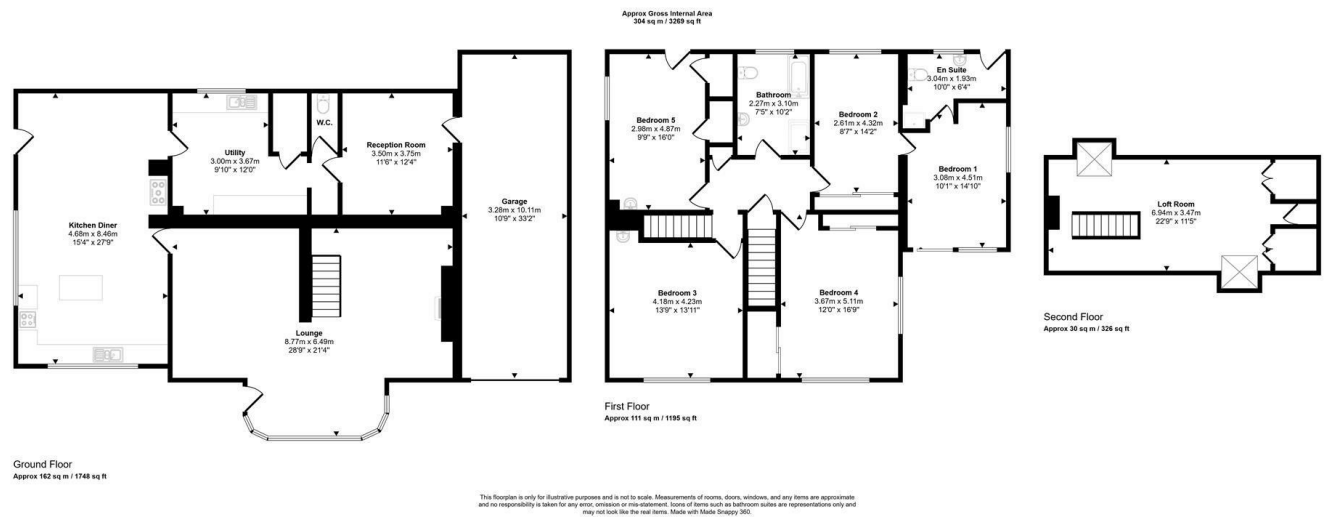 Approx Gross Internal Area
304 sq m / 3269 sq ft
Kitchen Diner
4.68m x 8.46m
15'4" x 27'9"
Utility
3.00m x 3.67m
9'10" x 12'0"
W.C.
Reception Room
3.50m x 3.75m
11'6" x 12'4"
Garage
3.28m x 10.11m
10'9" x 33'2"
Lounge
8.77m x 6.49m
28'9" x 21'4"
Ground Floor
Approx 162 sq m / 1748 sq ft
Bedroom 5
2.98m x 4.87m
9'9" x 16'0"
Bathroom
2.27m x 3.10m
7'5" x 10'2"
Bedroom 2
2.61m x 4.32m
8'7" x 14'2"
En Suite
3.04m x 1.93m
10'0" x 6'4"
Bedroom 1
3.08m x 4.51m
10'1" x 14'10"
Bedroom 3
4.18m x 4.23m
13'9" x 13'11"
Bedroom 4
3.67m x 5.11m
12'0" x 16'9"
First Floor
Approx 111 sq m / 1195 sq ft
Loft Room
6.94m x 3.47m
22'9" x 11'5"
Second Floor
Approx 30 sq m / 326 sq ft
This floorplan is only for illustrative purposes and is not to scale. Measurements of rooms, doors, windows, and any items are approximate
and no responsibility is taken for any error, omission or mis-statement. Icons of items such as bathroom suites are representations only and
may not look like the real items. Made with Made Snappy 360.